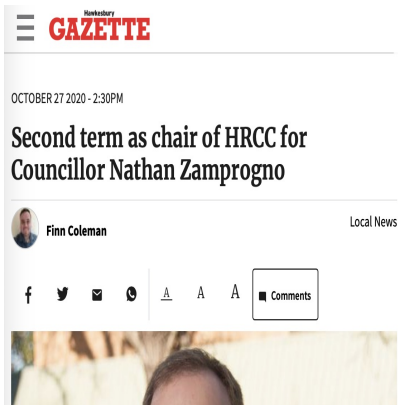 Hawkesbury
GAZETTE
OCTOBER 27 2020 - 2:30PM
Second term as chair of HRCC for
Councillor Nathan Zamprogno
Finn Coleman
Local News
A A A Comments